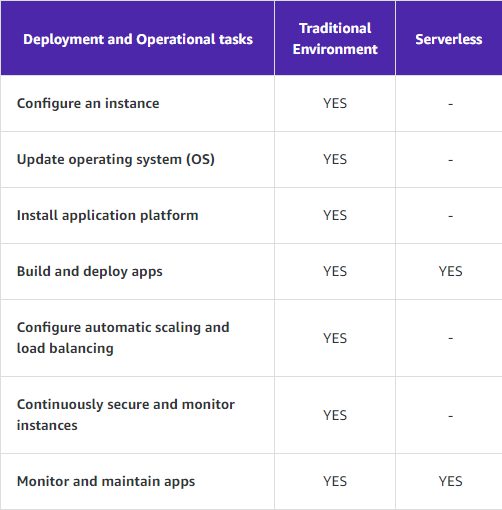 Deployment and Operational tasks
Traditional
Environment
Serverless
Configure an instance
YES
-
Update operating system (OS)
YES
-
Install application platform
YES
-
Build and deploy apps
YES
YES
Configure automatic scaling and
load balancing
YES
-
Continuously secure and monitor
instances
YES
-
Monitor and maintain apps
YES
YES